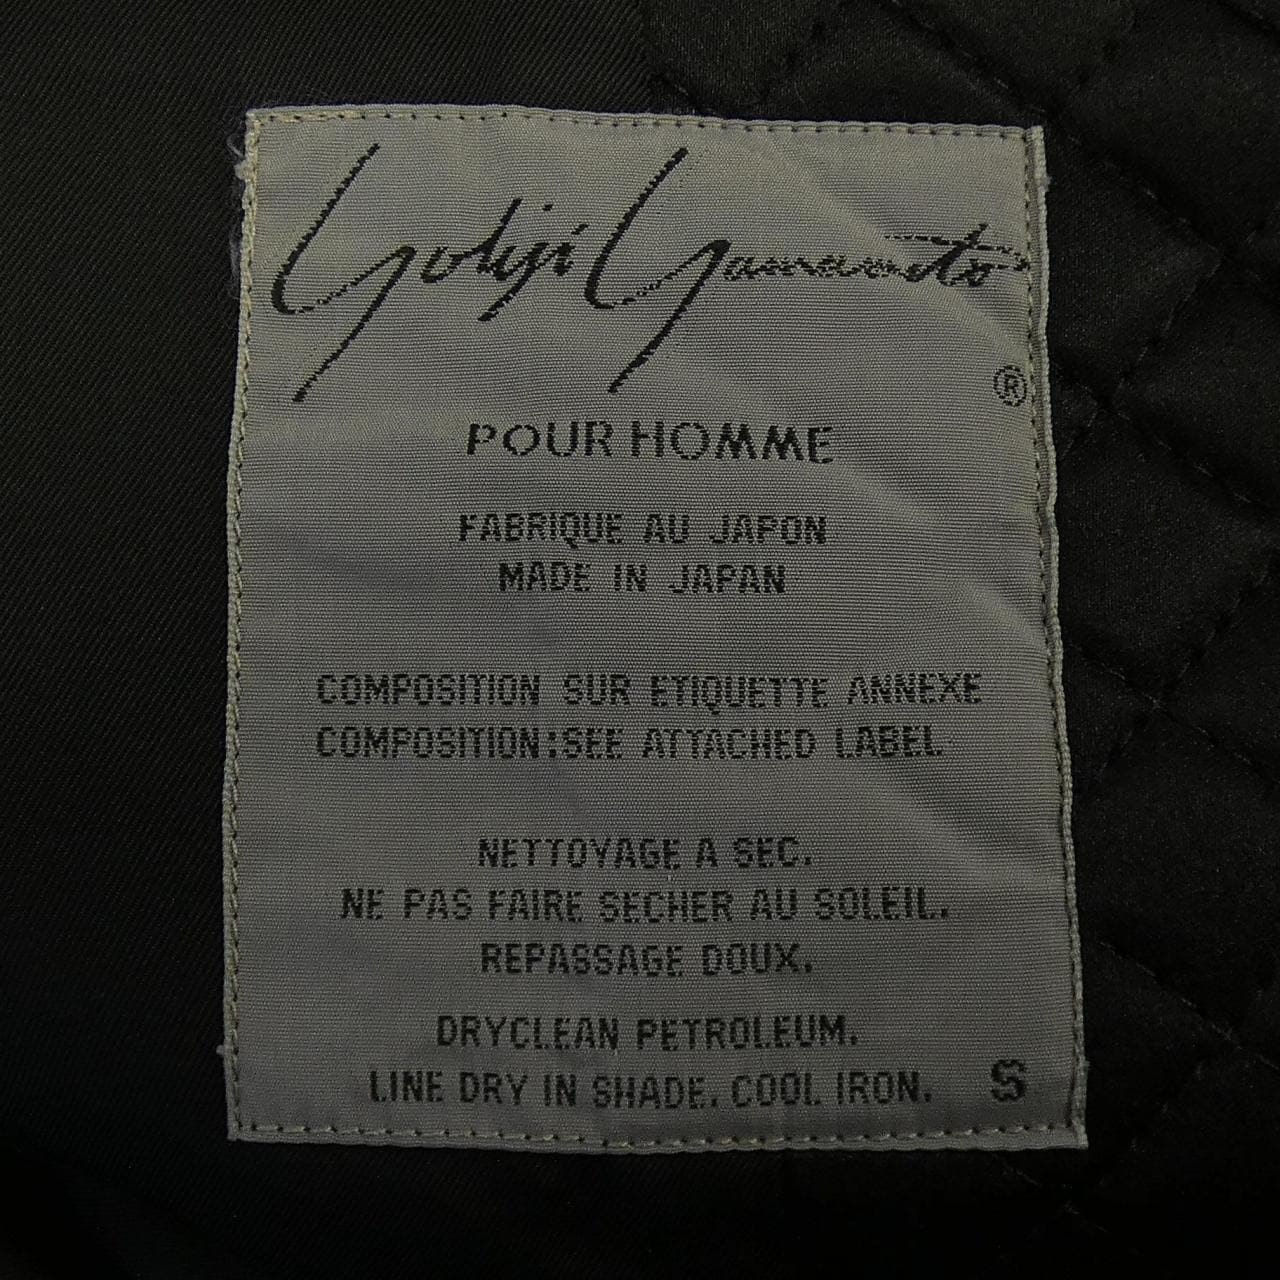 Yohji Yamamoto
®
POUR HOMME
FABRIQUE AU JAPON
MADE IN JAPAN
COMPOSITION SUR ETIQUETTE ANNEXE
COMPOSITION:SEE ATTACHED LABEL
NETTOYAGE A SEC.
NE PAS FAIRE SECHER AU SOLEIL.
REPASSAGE DOUX.
DRYCLEAN PETROLEUM.
LINE DRY IN SHADE. COOL IRON. S